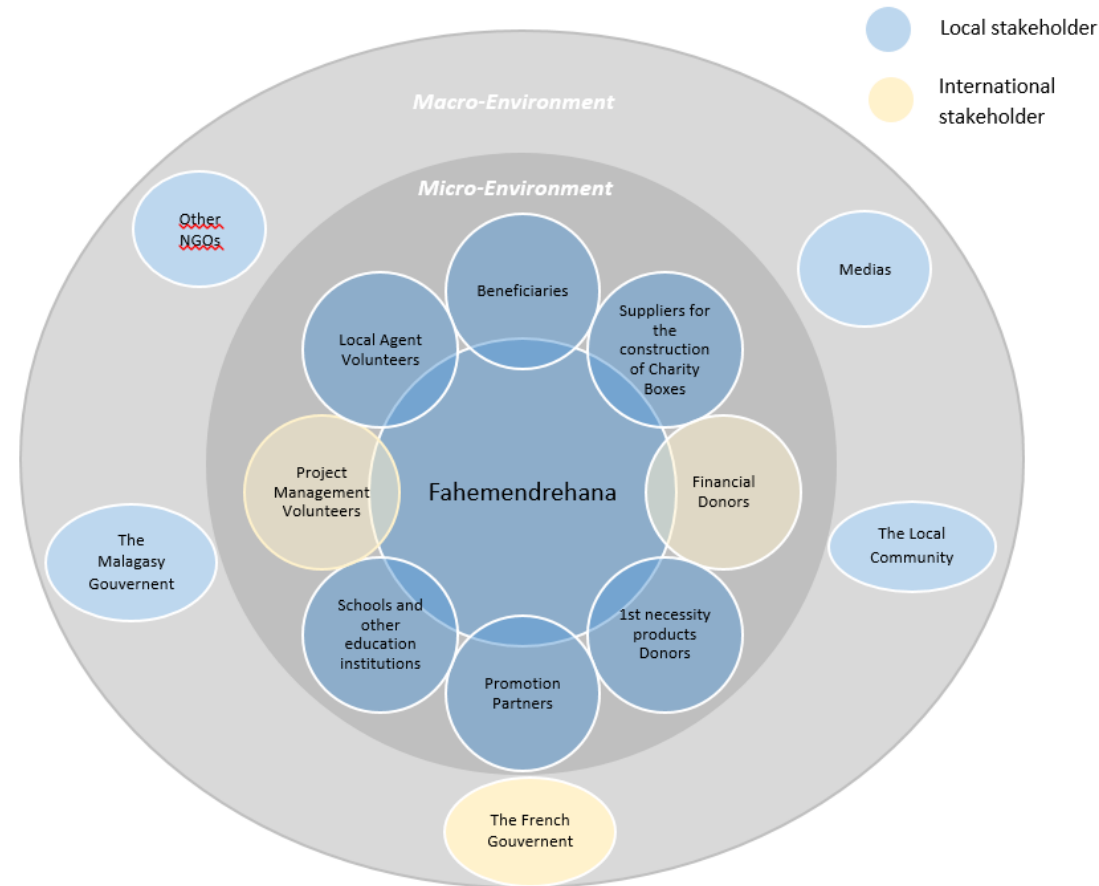 Local stakeholder
International
stakeholder
Macro-Environment
Micro-Environment
Other
NGOs
Medias
Beneficiaries
Local Agent
Volunteers
Suppliers for
the
construction
of Charity
Boxes
Project
Management
Volunteers
Fahemendrehana
Financial
Donors
The
Malagasy
Gouvernent
The Local
Community
Schools and
other
education
institutions
1st necessity
products
Donors
Promotion
Partners
The French
Gouvernent